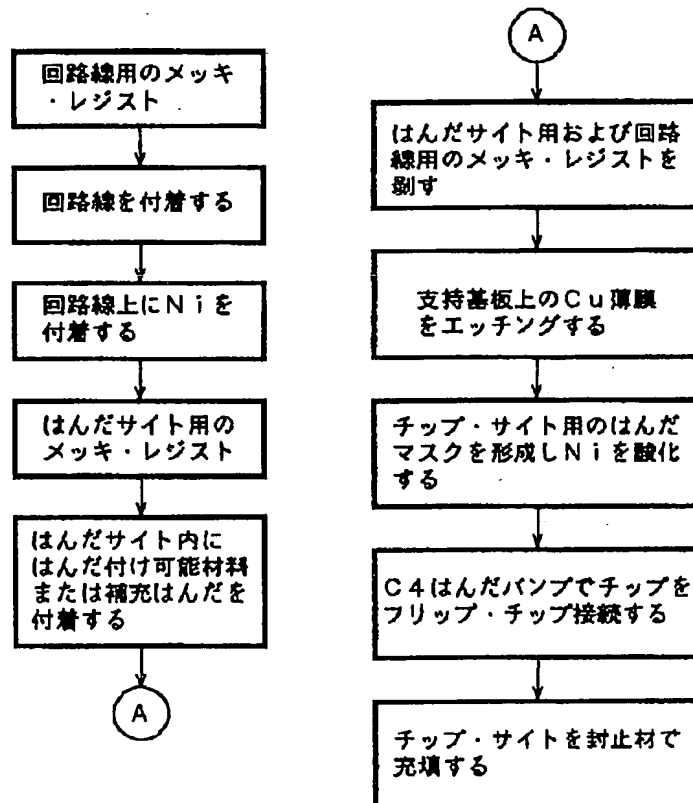 回路線用のメッキ
・レジスト
回路線を付着する
回路線上にNiを
付着する
はんだサイト用の
メッキ・レジスト
はんだサイト内に
はんだ付け可能材料
または補充はんだを
付着する
A
A
はんだサイト用および回路
線用のメッキ・レジストを
剝す
支持基板上のCu薄膜
をエッチングする
チップ・サイト用のはんだ
マスクを形成しNiを酸化
する
C4はんだバンプでチップを
フリップ・チップ接続する
チップ・サイトを封止材で
充填する